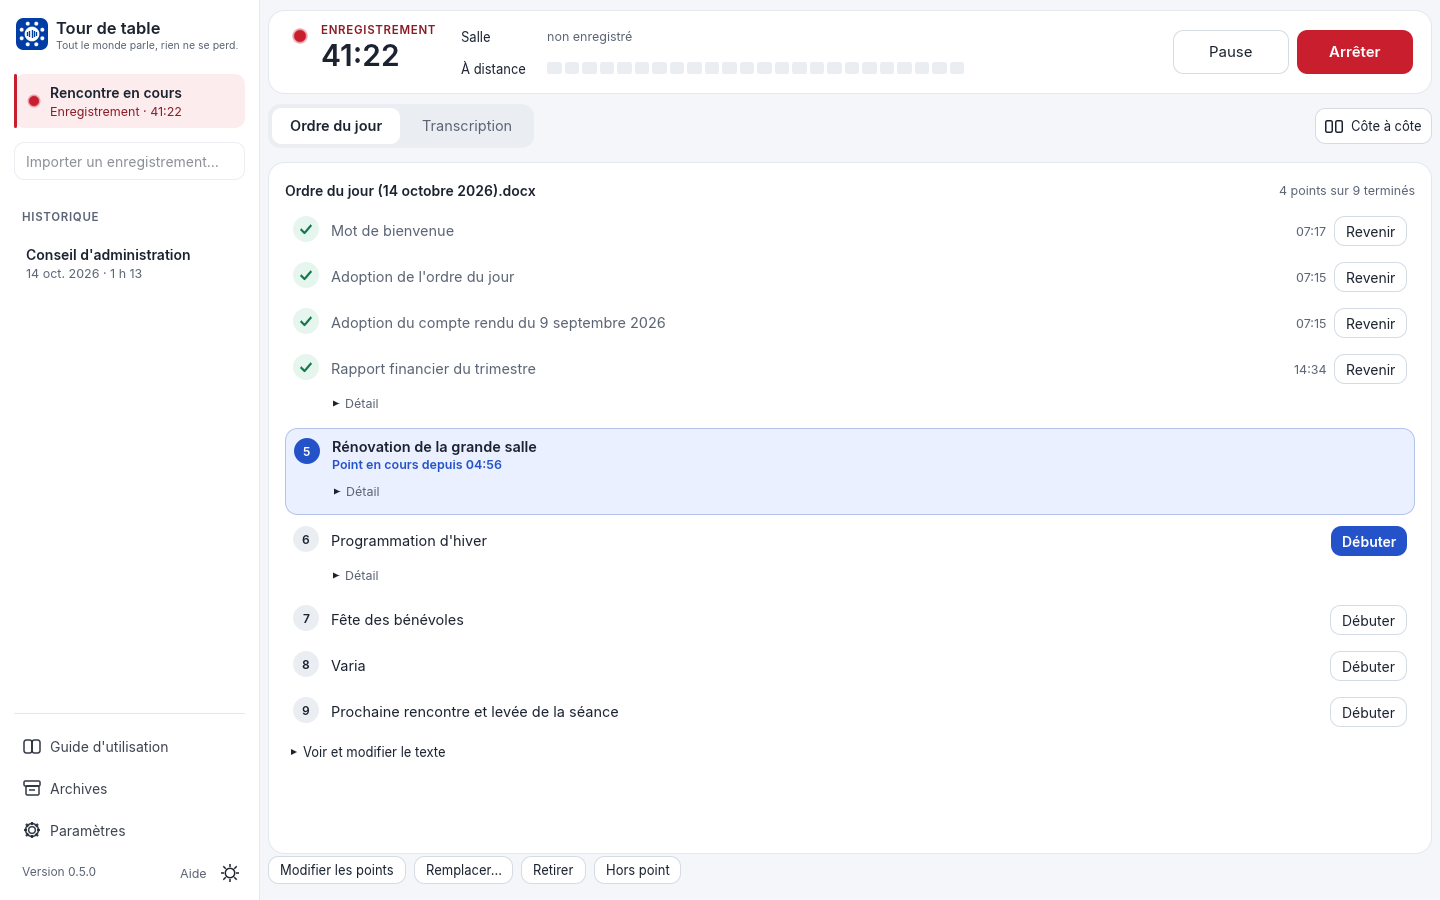 Tour de table
Tout le monde parle, rien ne se perd.
Rencontre en cours
Enregistrement · 41:22
Importer un enregistrement...
HISTORIQUE
Conseil d'administration
14 oct. 2026 · 1 h 13
Guide d'utilisation
Archives
Paramètres
Version 0.5.0
Aide
ENREGISTREMENT
41:22
Salle
non enregistré
À distance
Pause
Arrêter
Ordre du jour
Transcription
Côte à côte
Ordre du jour (14 octobre 2026).docx
4 points sur 9 terminés
Mot de bienvenue
07:17
Revenir
Adoption de l'ordre du jour
07:15
Revenir
Adoption du compte rendu du 9 septembre 2026
07:15
Revenir
Rapport financier du trimestre
14:34
Revenir
Détail
5
Rénovation de la grande salle
Point en cours depuis 04:56
Détail
6
Programmation d'hiver
Débuter
Détail
7
Fête des bénévoles
Débuter
8
Varia
Débuter
9
Prochaine rencontre et levée de la séance
Débuter
Voir et modifier le texte
Modifier les points
Remplacer...
Retirer
Hors point